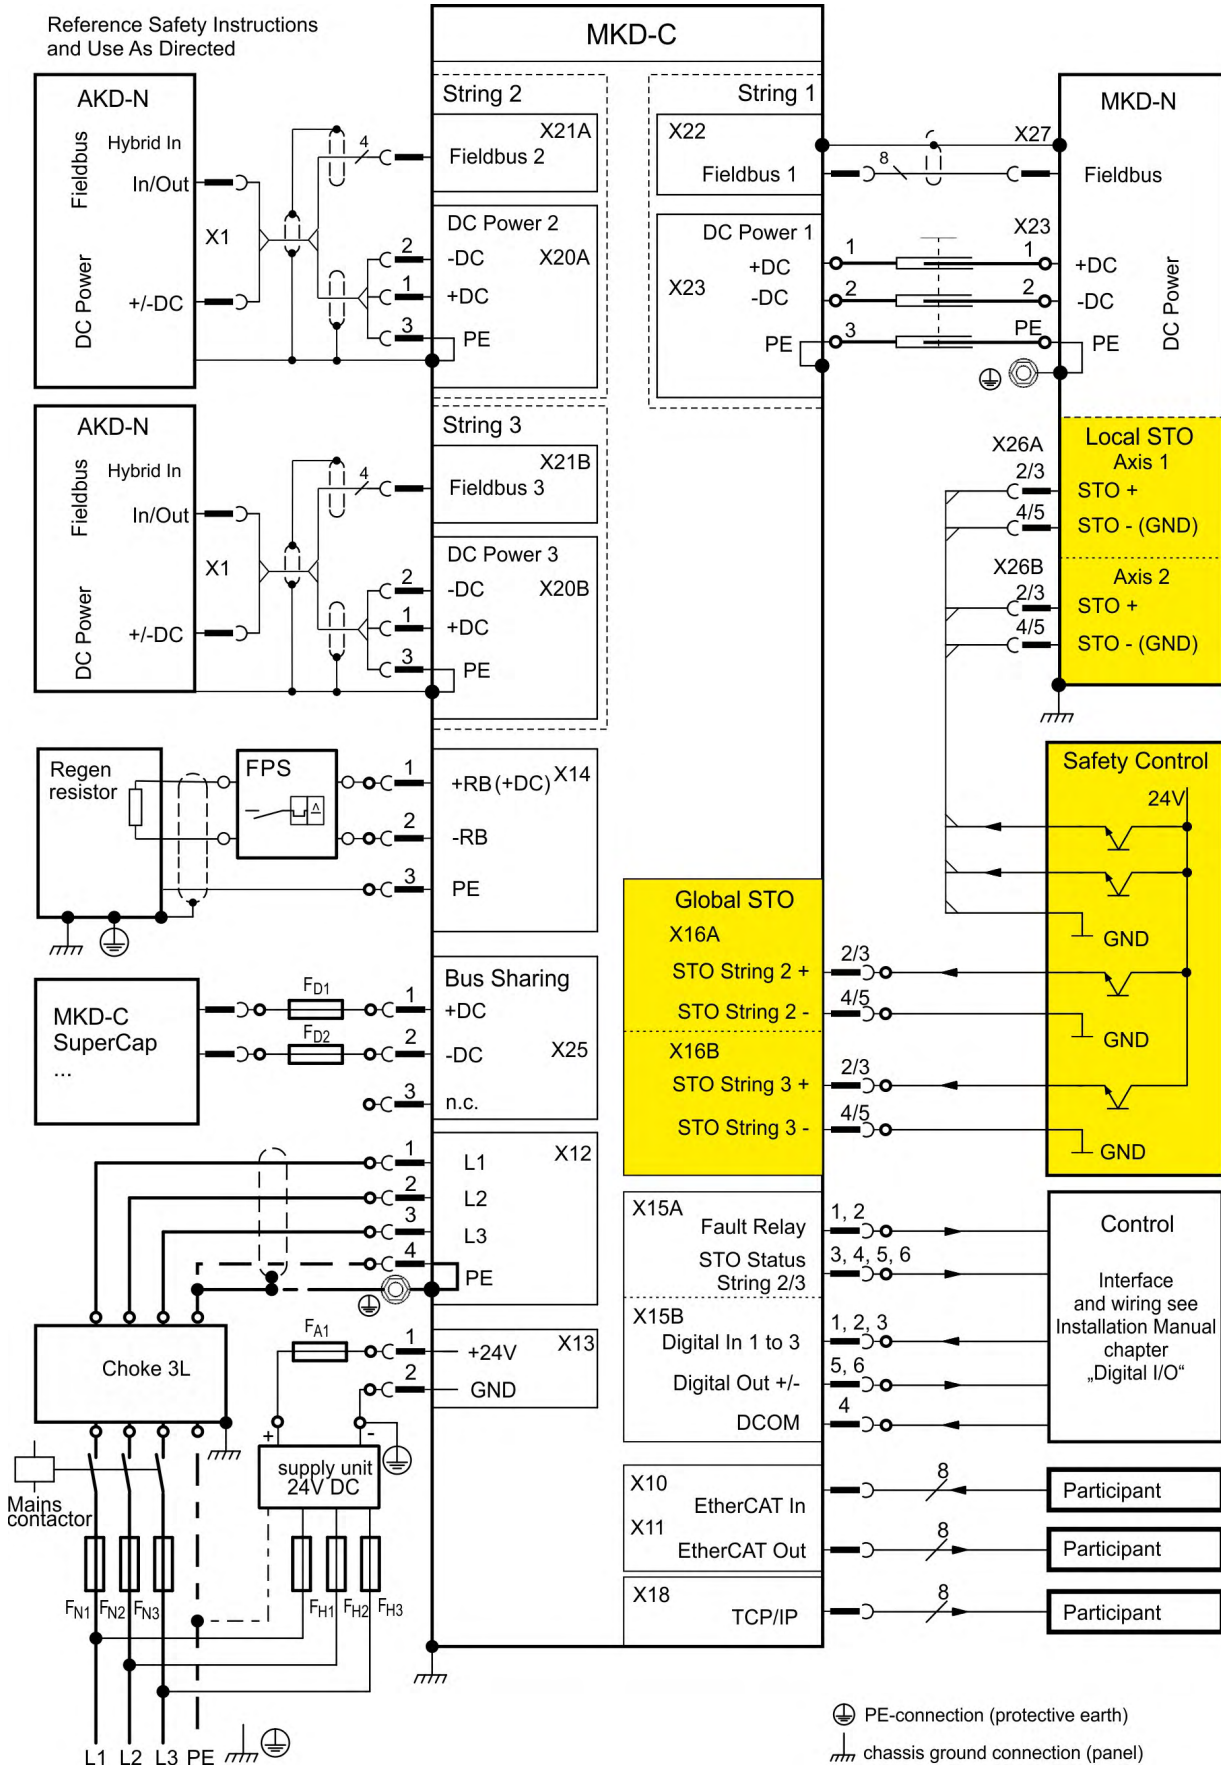 Reference Safety Instructions
and Use As Directed
MKD-C
AKD-N
Hybrid In
Fieldbus
In/Out
X1
DC Power
+/-DC
String 2
X21A
Fieldbus 2
4
DC Power 2
X20A
2
-DC
1
+DC
3
PE
String 1
X22
Fieldbus 1
8
DC Power 1
X23
+DC
-DC
PE
1
2
3
MKD-N
X27
Fieldbus
X23
1
+DC
2
-DC
PE
PE
DC Power
AKD-N
Hybrid In
Fieldbus
In/Out
X1
DC Power
+/-DC
String 3
X21B
Fieldbus 3
4
DC Power 3
X20B
2
-DC
1
+DC
3
PE
X26A
Local STO
Axis 1
2/3
STO +
4/5
STO - (GND)
X26B
Axis 2
2/3
STO +
4/5
STO - (GND)
Regen
resistor
FPS
1
+RB (+DC)
X14
2
-RB
3
PE
Safety Control
24V
GND
GND
GND
Global STO
X16A
STO String 2 +
2/3
STO String 2 -
4/5
X16B
STO String 3 +
2/3
STO String 3 -
4/5
MKD-C
SuperCap
...
FD1
FD2
Bus Sharing
1
+DC
2
-DC
X25
3
n.c.
X12
1
L1
2
L2
3
L3
4
PE
X15A
Fault Relay
1, 2
STO Status
String 2/3
3, 4, 5, 6
X15B
Digital In 1 to 3
1, 2, 3
Digital Out +/-
5, 6
DCOM
4
Control
Interface
and wiring see
Installation Manual
chapter
„Digital I/O“
Choke 3L
FA1
1
+24V
X13
2
GND
+
-
supply unit
24V DC
Mains
contactor
FN1
FN2
FN3
FH1
FH2
FH3
X10
EtherCAT In
8
Participant
X11
EtherCAT Out
8
Participant
X18
TCP/IP
8
Participant
L1
L2
L3
PE
PE-connection (protective earth)
chassis ground connection (panel)